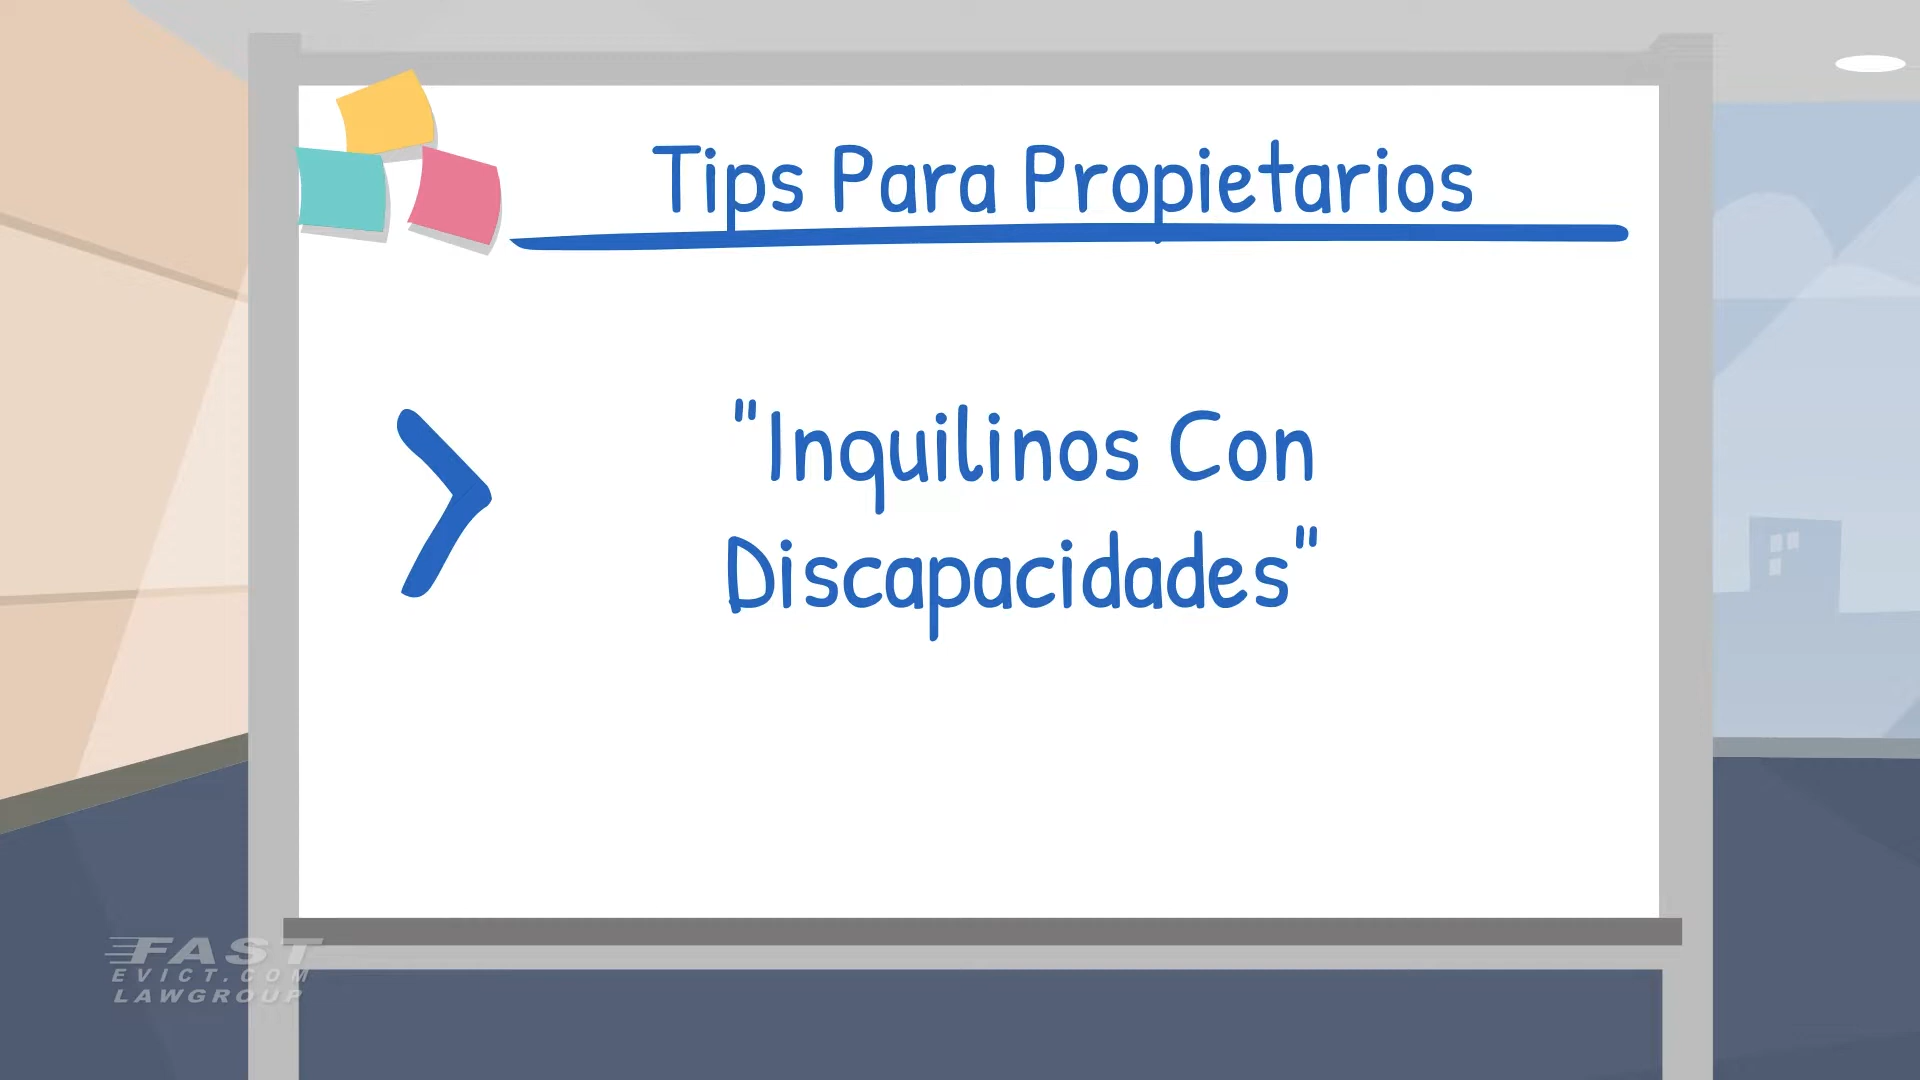 Tips Para Propietarios
"Inquilinos Con
Discapacidades"
FAST
EVICT.COM
LAWGROUP